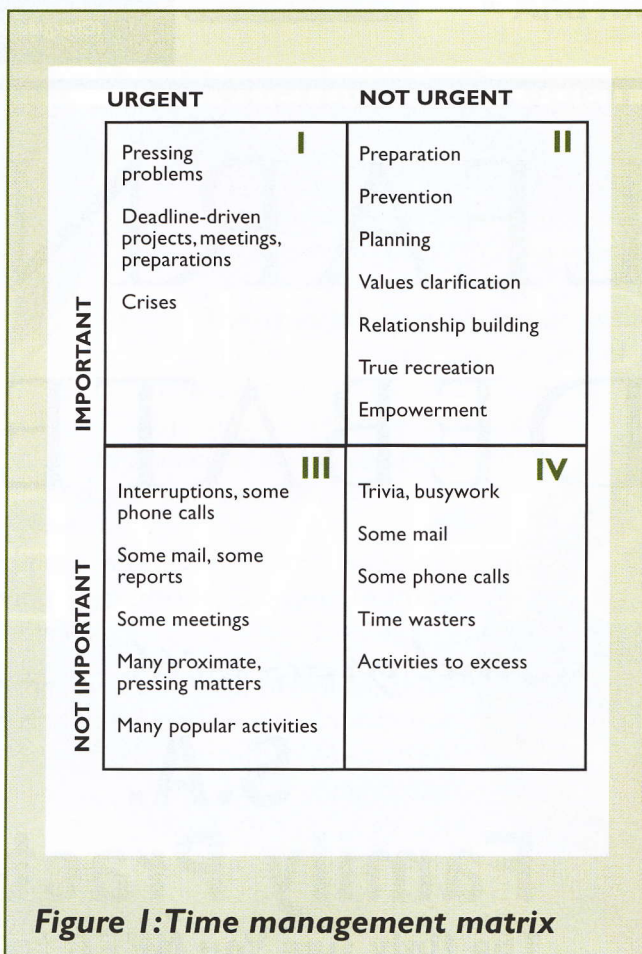 URGENT
NOT URGENT
IMPORTANT
I
Pressing
problems
Deadline-driven
projects, meetings,
preparations
Crises
II
Preparation
Prevention
Planning
Values clarification
Relationship building
True recreation
Empowerment
NOT IMPORTANT
III
Interruptions, some
phone calls
Some mail, some
reports
Some meetings
Many proximate,
pressing matters
Many popular activities
IV
Trivia, busywork
Some mail
Some phone calls
Time wasters
Activities to excess
Figure 1: Time management matrix